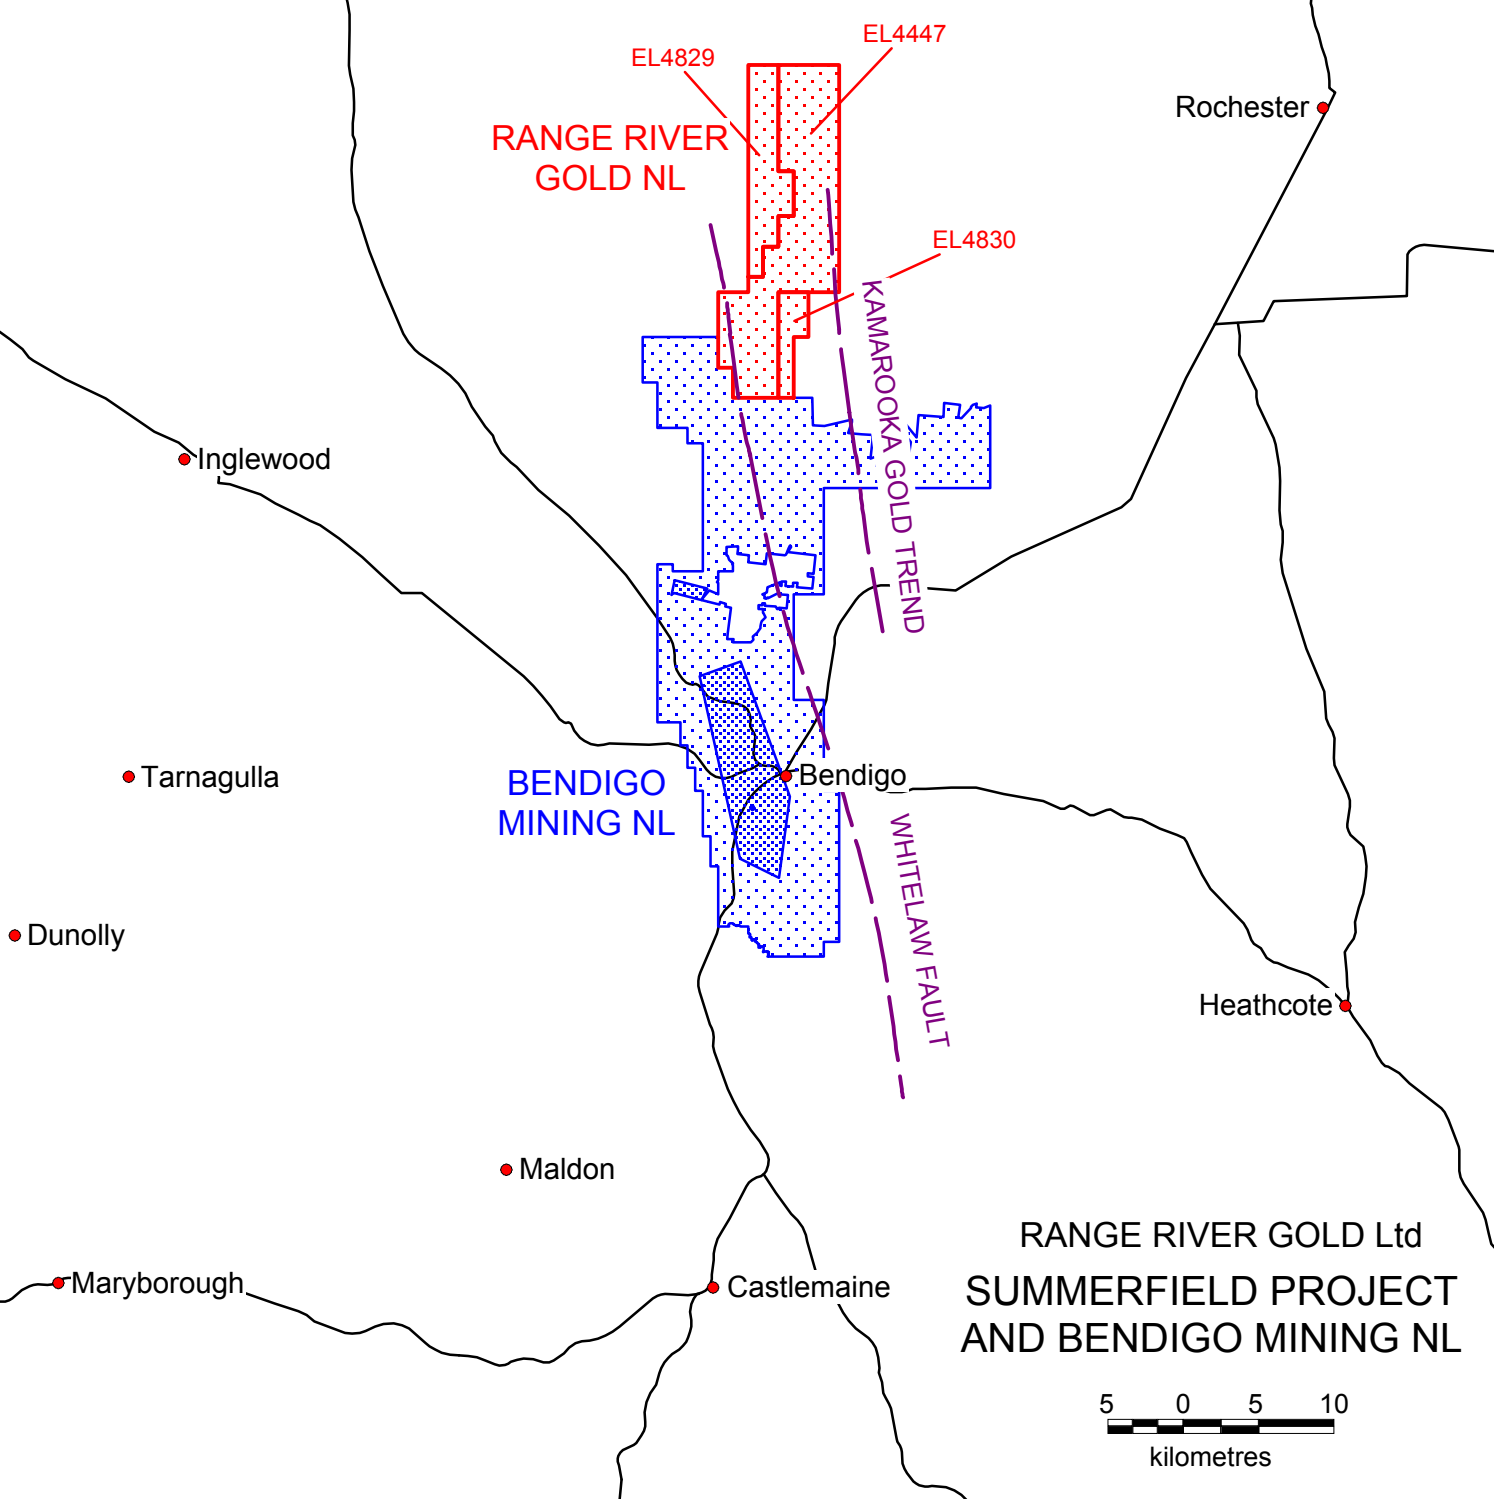 EL4447
EL4829
Rochester
RANGE RIVER
GOLD NL
EL4830
KAMAROOKA GOLD TREND
Inglewood
Tarnagulla
BENDIGO
MINING NL
Bendigo
WHITELAW FAULT
Dunolly
Heathcote
Maldon
Maryborough
Castlemaine
RANGE RIVER GOLD Ltd
SUMMERFIELD PROJECT
AND BENDIGO MINING NL
5 0 5 10
kilometres